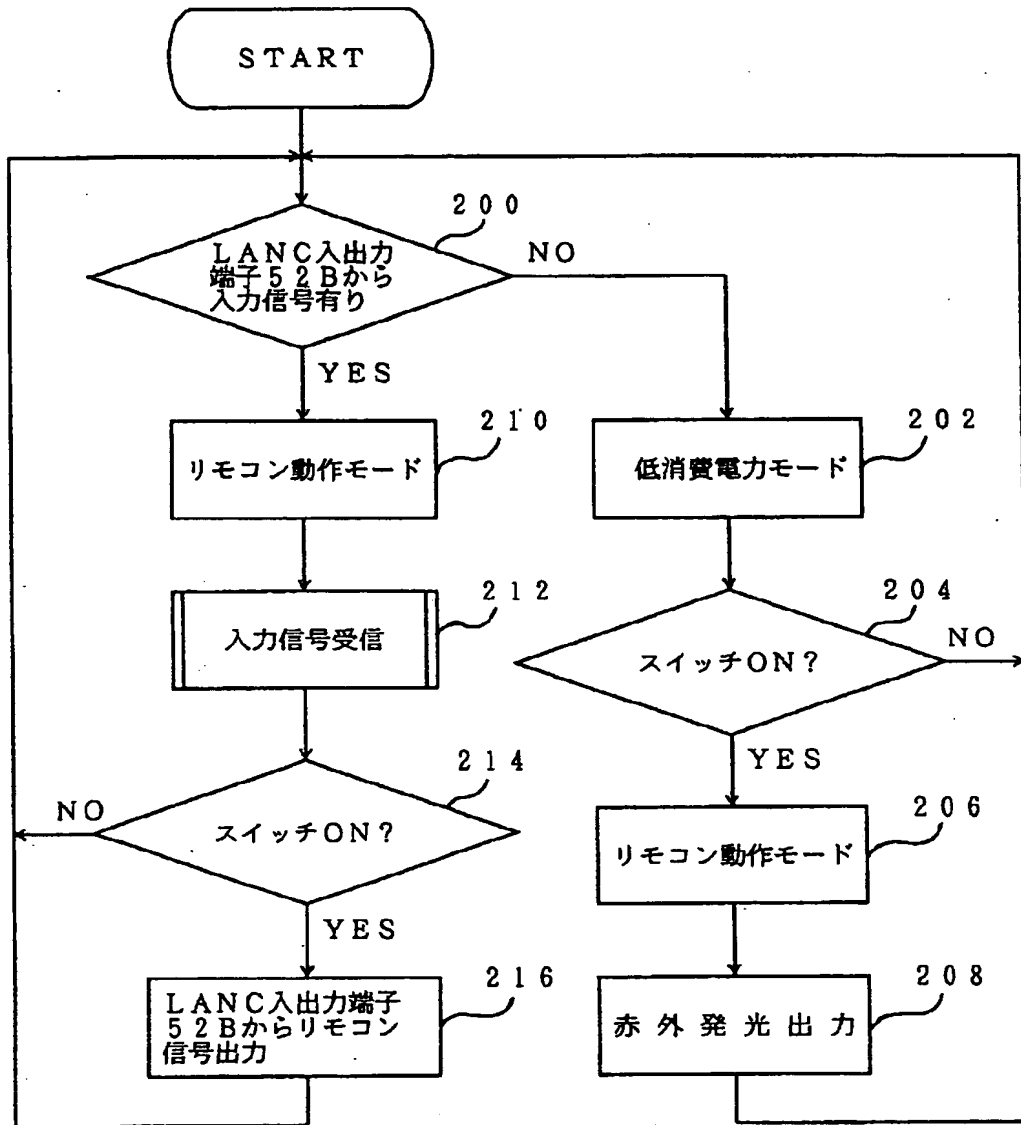 START
200
LANC入出力
端子52Bから
入力信号有り
NO
YES
210
リモコン動作モード
202
低消費電力モード
212
入力信号受信
204
スイッチON?
NO
YES
214
スイッチON?
NO
YES
206
リモコン動作モード
216
LANC入出力端子
52Bからリモコン
信号出力
208
赤外発光出力